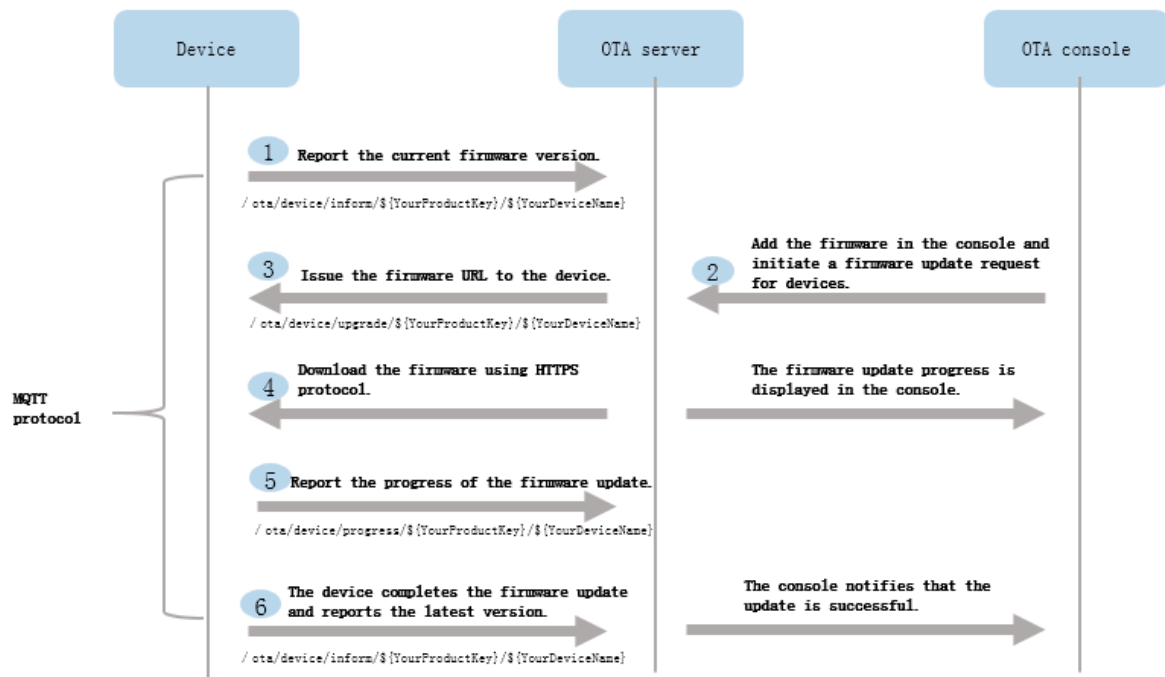 Device
OTA server
OTA console
1
Report the current firmware version.
/ ota/device/inform/${YourProductKey}/${YourDeviceName}
Add the firmware in the console and
initiate a firmware update request
for devices.
2
3
Issue the firmware URL to the device.
/ ota/device/upgrade/${YourProductKey}/${YourDeviceName}
4
Download the firmware using HTTPS
protocol.
The firmware update progress is
displayed in the console.
MQTT
protocol
5
Report the progress of the firmware update.
/ ota/device/progress/${YourProductKey}/${YourDeviceName}
6
The device completes the firmware update
and reports the latest version.
/ ota/device/inform/${YourProductKey}/${YourDeviceName}
The console notifies that the
update is successful.